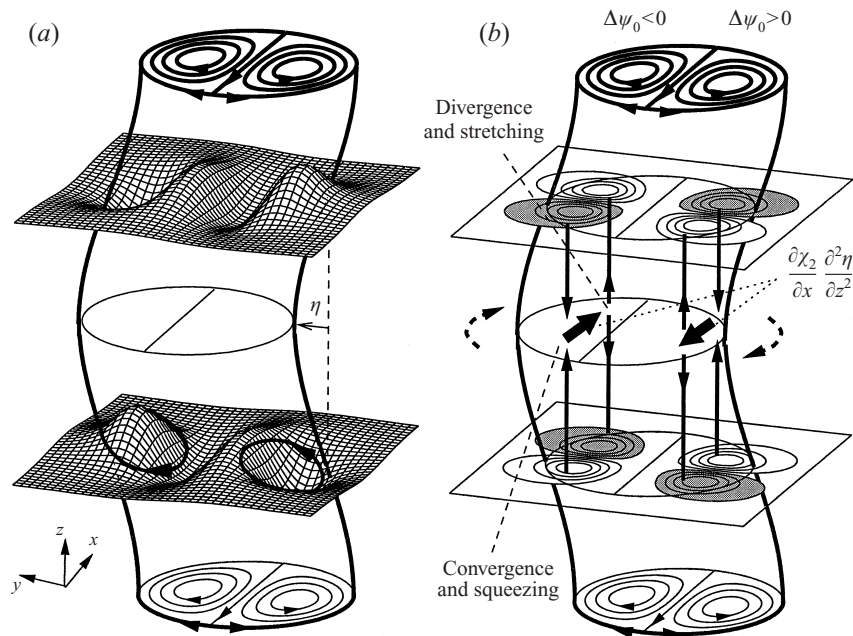 (a)
(b)
Δψ₀<0
Δψ₀>0
Divergence
and stretching
∂χ₂/∂x ∂²η/∂z²
η
z
x
y
Convergence
and squeezing